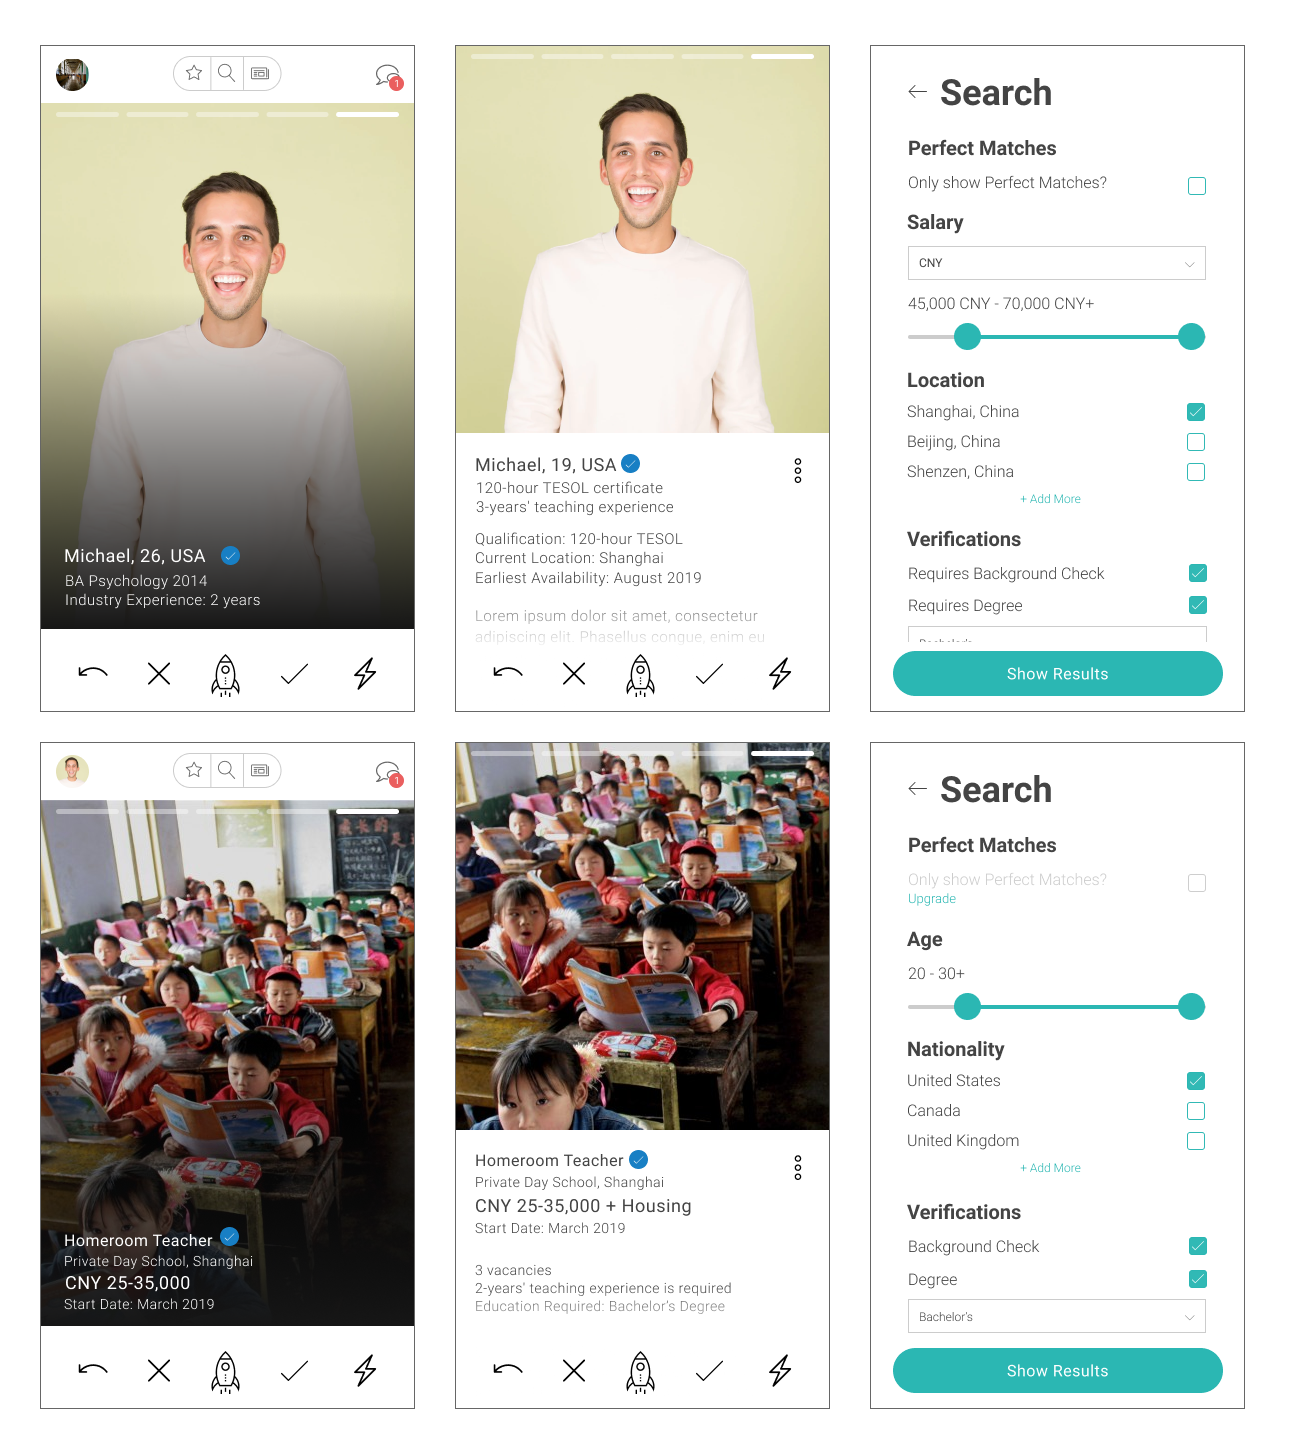 1
Michael, 26, USA
BA Psychology 2014
Industry Experience: 2 years
Michael, 19, USA
120-hour TESOL certificate
3-years' teaching experience
Qualification: 120-hour TESOL
Current Location: Shanghai
Earliest Availability: August 2019
Lorem ipsum dolor sit amet, consectetur
adipiscing elit. Phasellus congue, enim eu
Search
Perfect Matches
Only show Perfect Matches?
Salary
CNY
45,000 CNY - 70,000 CNY+
Location
Shanghai, China
Beijing, China
Shenzen, China
+ Add More
Verifications
Requires Background Check
Requires Degree
Bachelor's
Show Results
1
Homeroom Teacher
Private Day School, Shanghai
CNY 25-35,000
Start Date: March 2019
Homeroom Teacher
Private Day School, Shanghai
CNY 25-35,000 + Housing
Start Date: March 2019
3 vacancies
2-years' teaching experience is required
Education Required: Bachelor's Degree
Search
Perfect Matches
Only show Perfect Matches?
Upgrade
Age
20 - 30+
Nationality
United States
Canada
United Kingdom
+ Add More
Verifications
Background Check
Degree
Bachelor's
Show Results